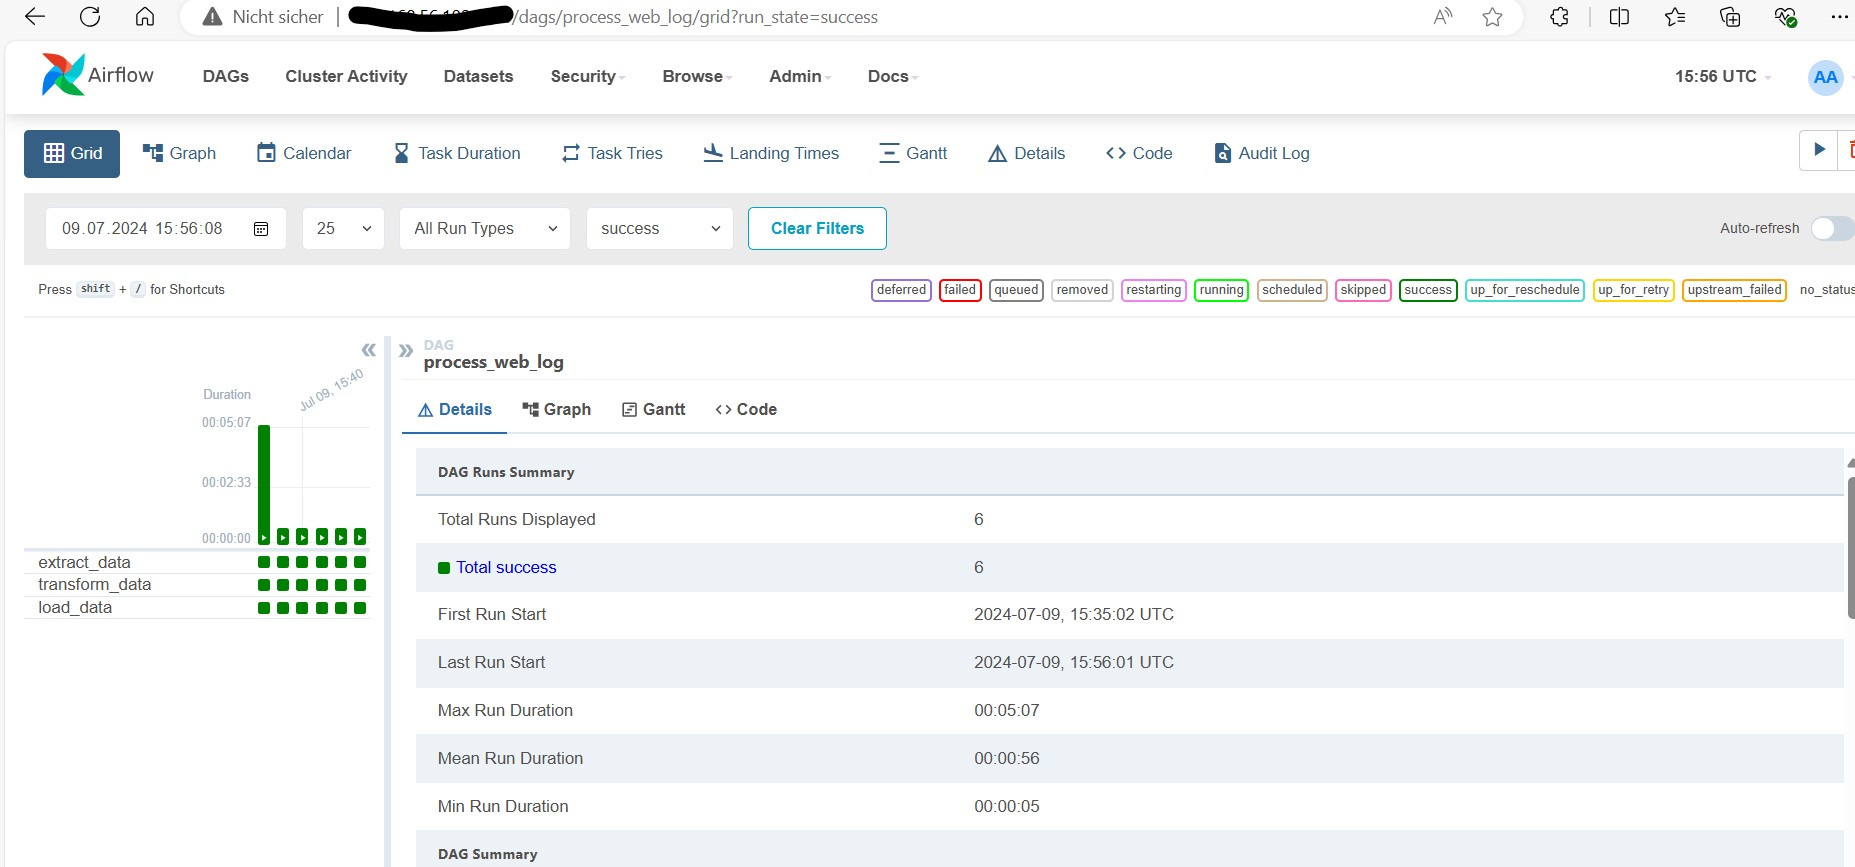 Nicht sicher /dags/process_web_log/grid?run_state=success
Airflow DAGs Cluster Activity Datasets Security Browse Admin Docs 15:56 UTC AA
Grid Graph Calendar Task Duration Task Tries Landing Times Gantt Details Code Audit Log
09.07.2024 15:56:08 25 All Run Types success Clear Filters Auto-refresh
Press shift + / for Shortcuts deferred failed queued removed restarting running scheduled skipped success up_for_reschedule up_for_retry upstream_failed no_status
DAG
process_web_log
Jul 09, 15:40
Duration
00:05:07
00:02:33
00:00:00
extract_data
transform_data
load_data
Details Graph Gantt Code
DAG Runs Summary
Total Runs Displayed 6
Total success 6
First Run Start 2024-07-09, 15:35:02 UTC
Last Run Start 2024-07-09, 15:56:01 UTC
Max Run Duration 00:05:07
Mean Run Duration 00:00:56
Min Run Duration 00:00:05
DAG Summary